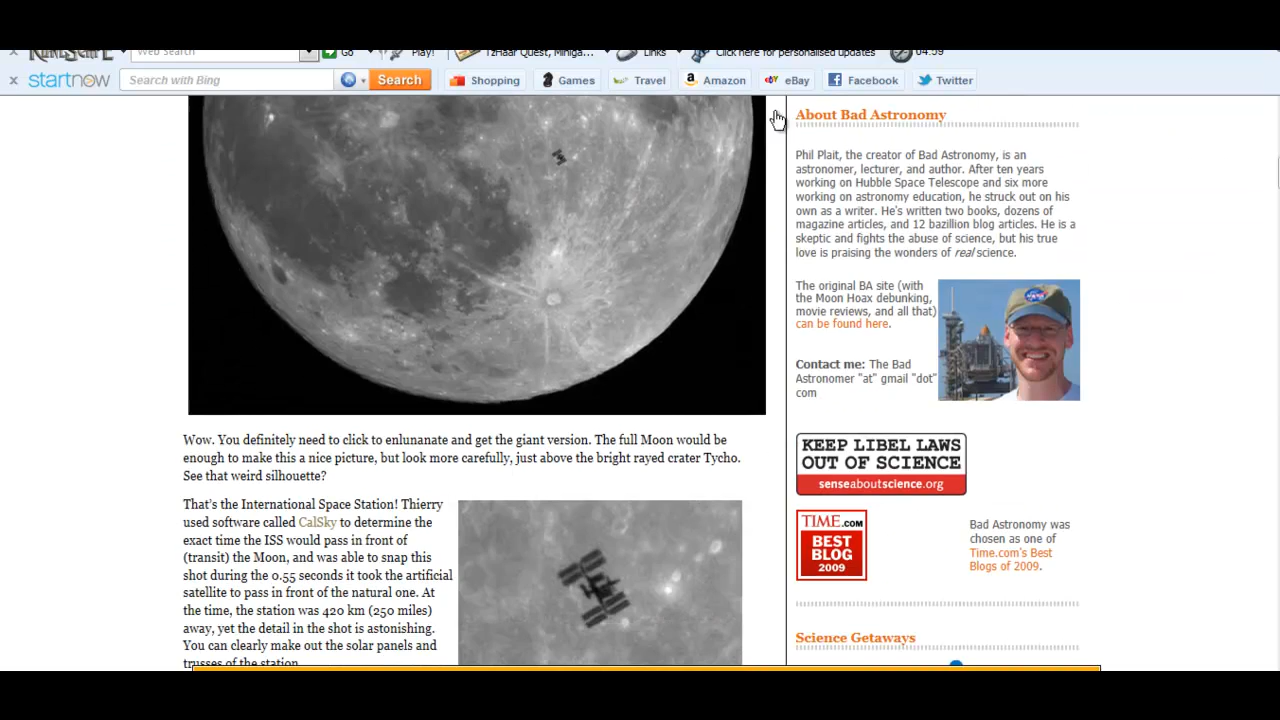 RUNESCAPE Web Search Go Play! TzHaar Quest, Miniga... Links Click here for personalised updates 04:59
startnow Search with Bing Search Shopping Games Travel Amazon eBay Facebook Twitter
Wow. You definitely need to click to enlunanate and get the giant version. The full Moon would be
enough to make this a nice picture, but look more carefully, just above the bright rayed crater Tycho.
See that weird silhouette?
That's the International Space Station! Thierry
used software called CalSky to determine the
exact time the ISS would pass in front of
(transit) the Moon, and was able to snap this
shot during the 0.55 seconds it took the artificial
satellite to pass in front of the natural one. At
the time, the station was 420 km (250 miles)
away, yet the detail in the shot is astonishing.
You can clearly make out the solar panels and
trusses of the station.
About Bad Astronomy
Phil Plait, the creator of Bad Astronomy, is an
astronomer, lecturer, and author. After ten years
working on Hubble Space Telescope and six more
working on astronomy education, he struck out on his
own as a writer. He's written two books, dozens of
magazine articles, and 12 bazillion blog articles. He is a
skeptic and fights the abuse of science, but his true
love is praising the wonders of real science.
The original BA site (with
the Moon Hoax debunking,
movie reviews, and all that)
can be found here.
Contact me: The Bad
Astronomer "at" gmail "dot"
com
KEEP LIBEL LAWS
OUT OF SCIENCE
senseaboutscience.org
TIME.com
BEST
BLOG
2009
Bad Astronomy was
chosen as one of
Time.com's Best
Blogs of 2009.
Science Getaways